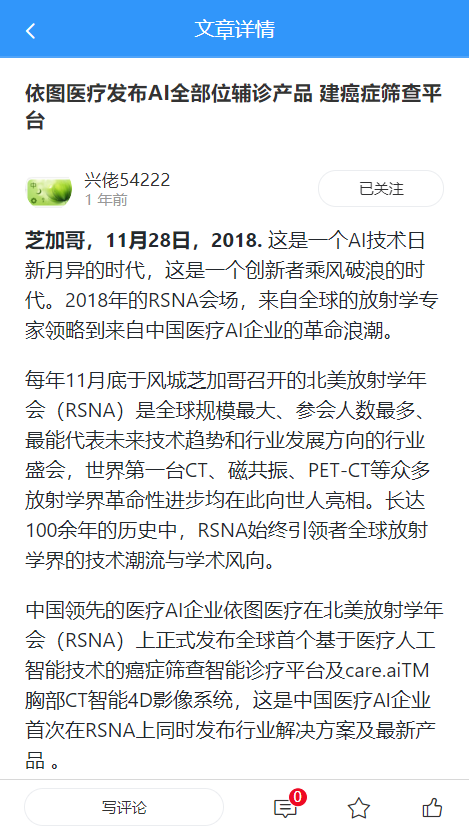 文章详情
依图医疗发布AI全部位辅诊产品 建癌症筛查平
台
兴佬54222
1 年前
已关注
芝加哥，11月28日，2018. 这是一个AI技术日
新月异的时代，这是一个创新者乘风破浪的时
代。2018年的RSNA会场，来自全球的放射学专
家领略到来自中国医疗AI企业的革命浪潮。
每年11月底于风城芝加哥召开的北美放射学年
会（RSNA）是全球规模最大、参会人数最多、
最能代表未来技术趋势和行业发展方向的行业
盛会，世界第一台CT、磁共振、PET-CT等众多
放射学界革命性进步均在此向世人亮相。长达
100余年的历史中，RSNA始终引领者全球放射
学界的技术潮流与学术风向。
中国领先的医疗AI企业依图医疗在北美放射学年
会（RSNA）上正式发布全球首个基于医疗人工
智能技术的癌症筛查智能诊疗平台及care.aiTM
胸部CT智能4D影像系统，这是中国医疗AI企业
首次在RSNA上同时发布行业解决方案及最新产
品 。
写评论
0